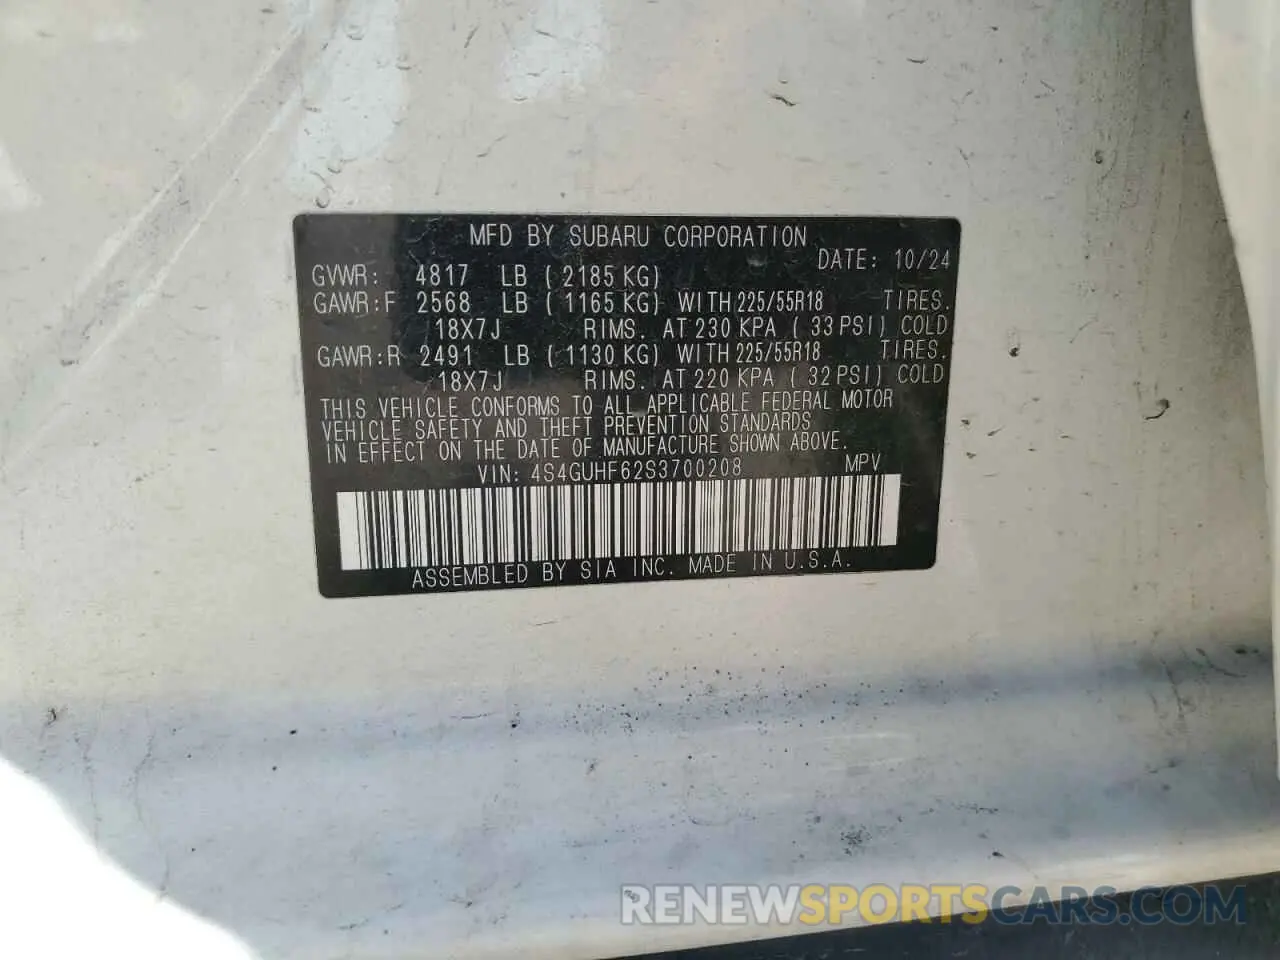 MFD BY SUBARU CORPORATION
DATE: 10/24
GVWR: 4817 LB ( 2185 KG)
GAWR:F 2568 LB ( 1165 KG) WITH 225/55R18 TIRES.
18X7J RIMS. AT 230 KPA ( 33 PSI) COLD
GAWR:R 2491 LB ( 1130 KG) WITH 225/55R18 TIRES.
18X7J RIMS. AT 220 KPA ( 32 PSI) COLD
THIS VEHICLE CONFORMS TO ALL APPLICABLE FEDERAL MOTOR
VEHICLE SAFETY AND THEFT PREVENTION STANDARDS
IN EFFECT ON THE DATE OF MANUFACTURE SHOWN ABOVE.
VIN: 4S4GUHF62S3700208 MPV
ASSEMBLED BY SIA INC. MADE IN U.S.A.
RENEWSPORTSCARS.COM